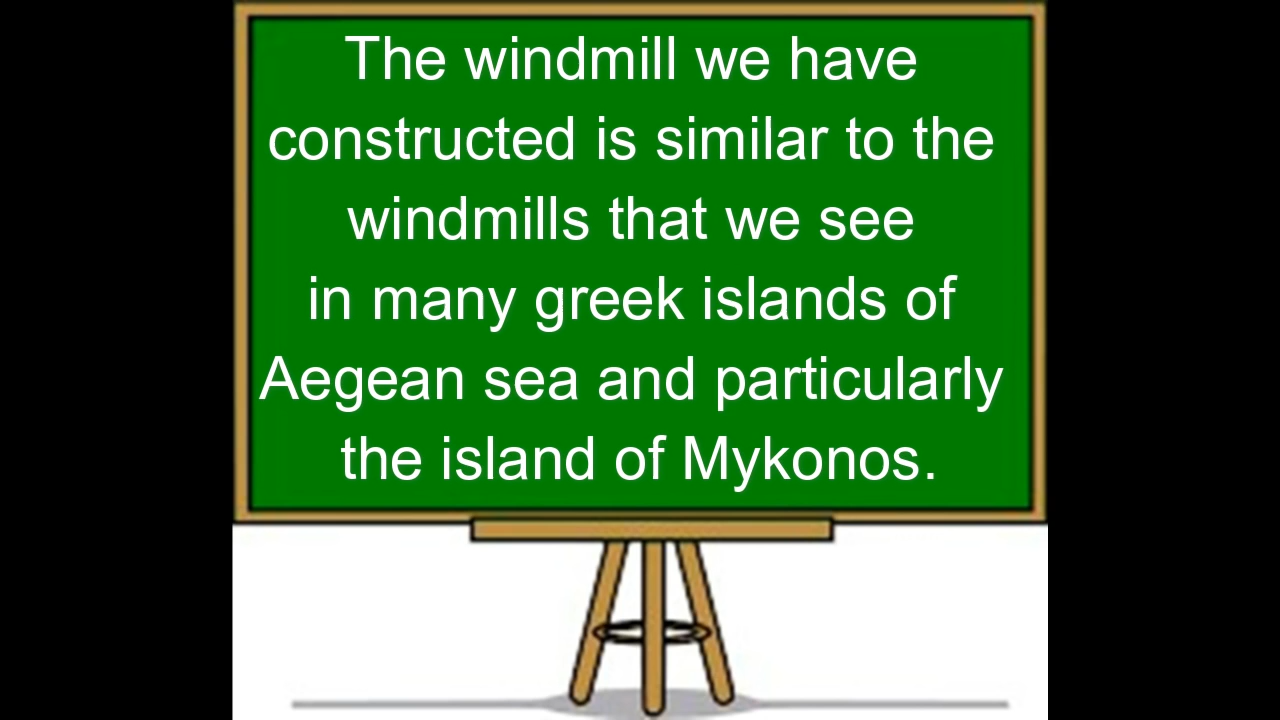 The windmill we have
constructed is similar to the
windmills that we see
in many greek islands of
Aegean sea and particularly
the island of Mykonos.